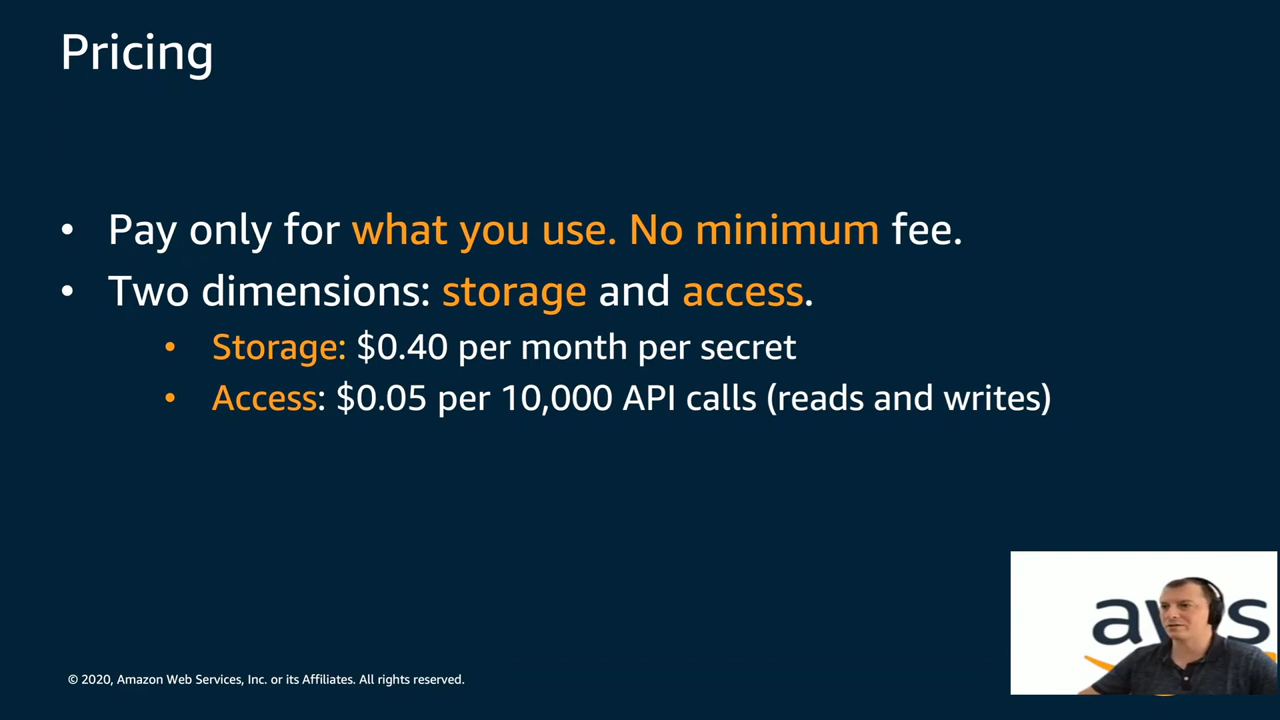 Pricing
• Pay only for what you use. No minimum fee.
• Two dimensions: storage and access.
• Storage: $0.40 per month per secret
• Access: $0.05 per 10,000 API calls (reads and writes)
aws
© 2020, Amazon Web Services, Inc. or its Affiliates. All rights reserved.